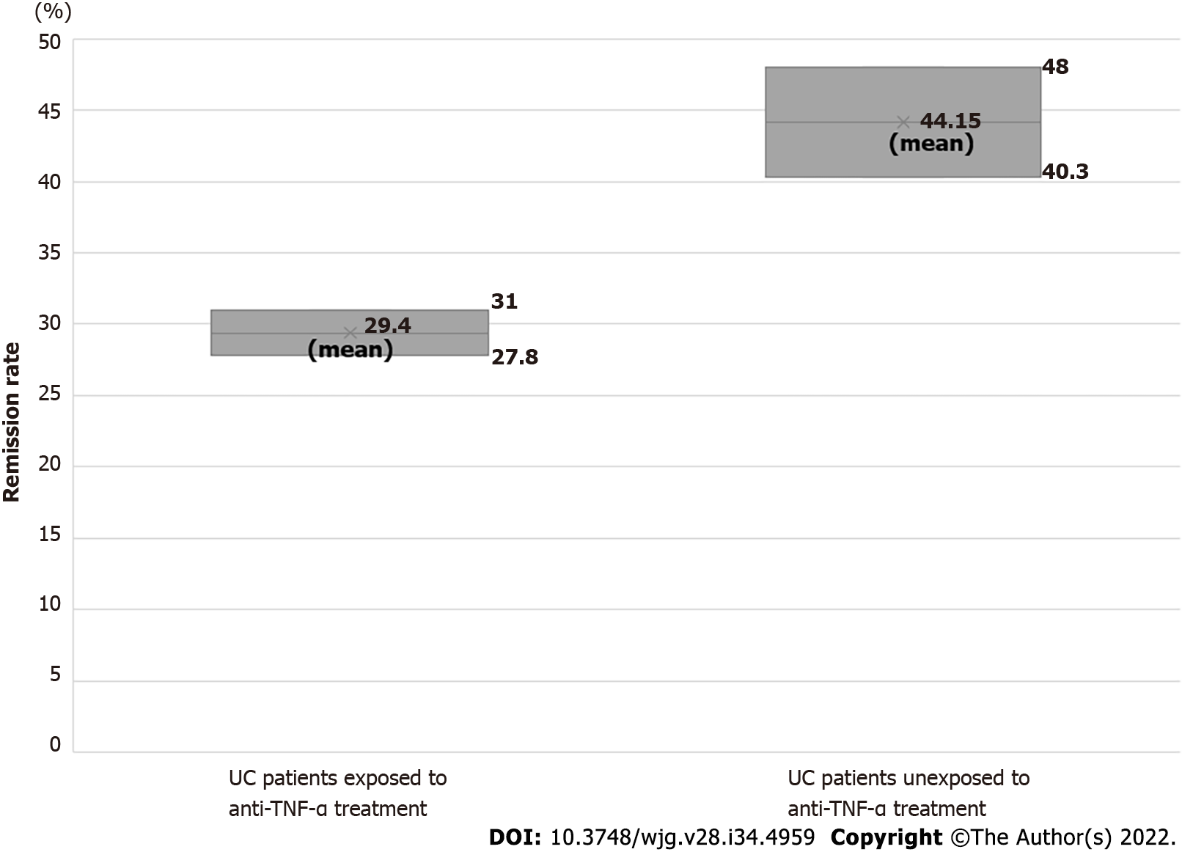 (%)
50
45
40
35
30
25
20
15
10
5
0
Remission rate
31
29.4
(mean)
27.8
48
44.15
(mean)
40.3
UC patients exposed to
anti-TNF-α treatment
UC patients unexposed to
anti-TNF-α treatment
DOI: 10.3748/wjg.v28.i34.4959 Copyright ©The Author(s) 2022.